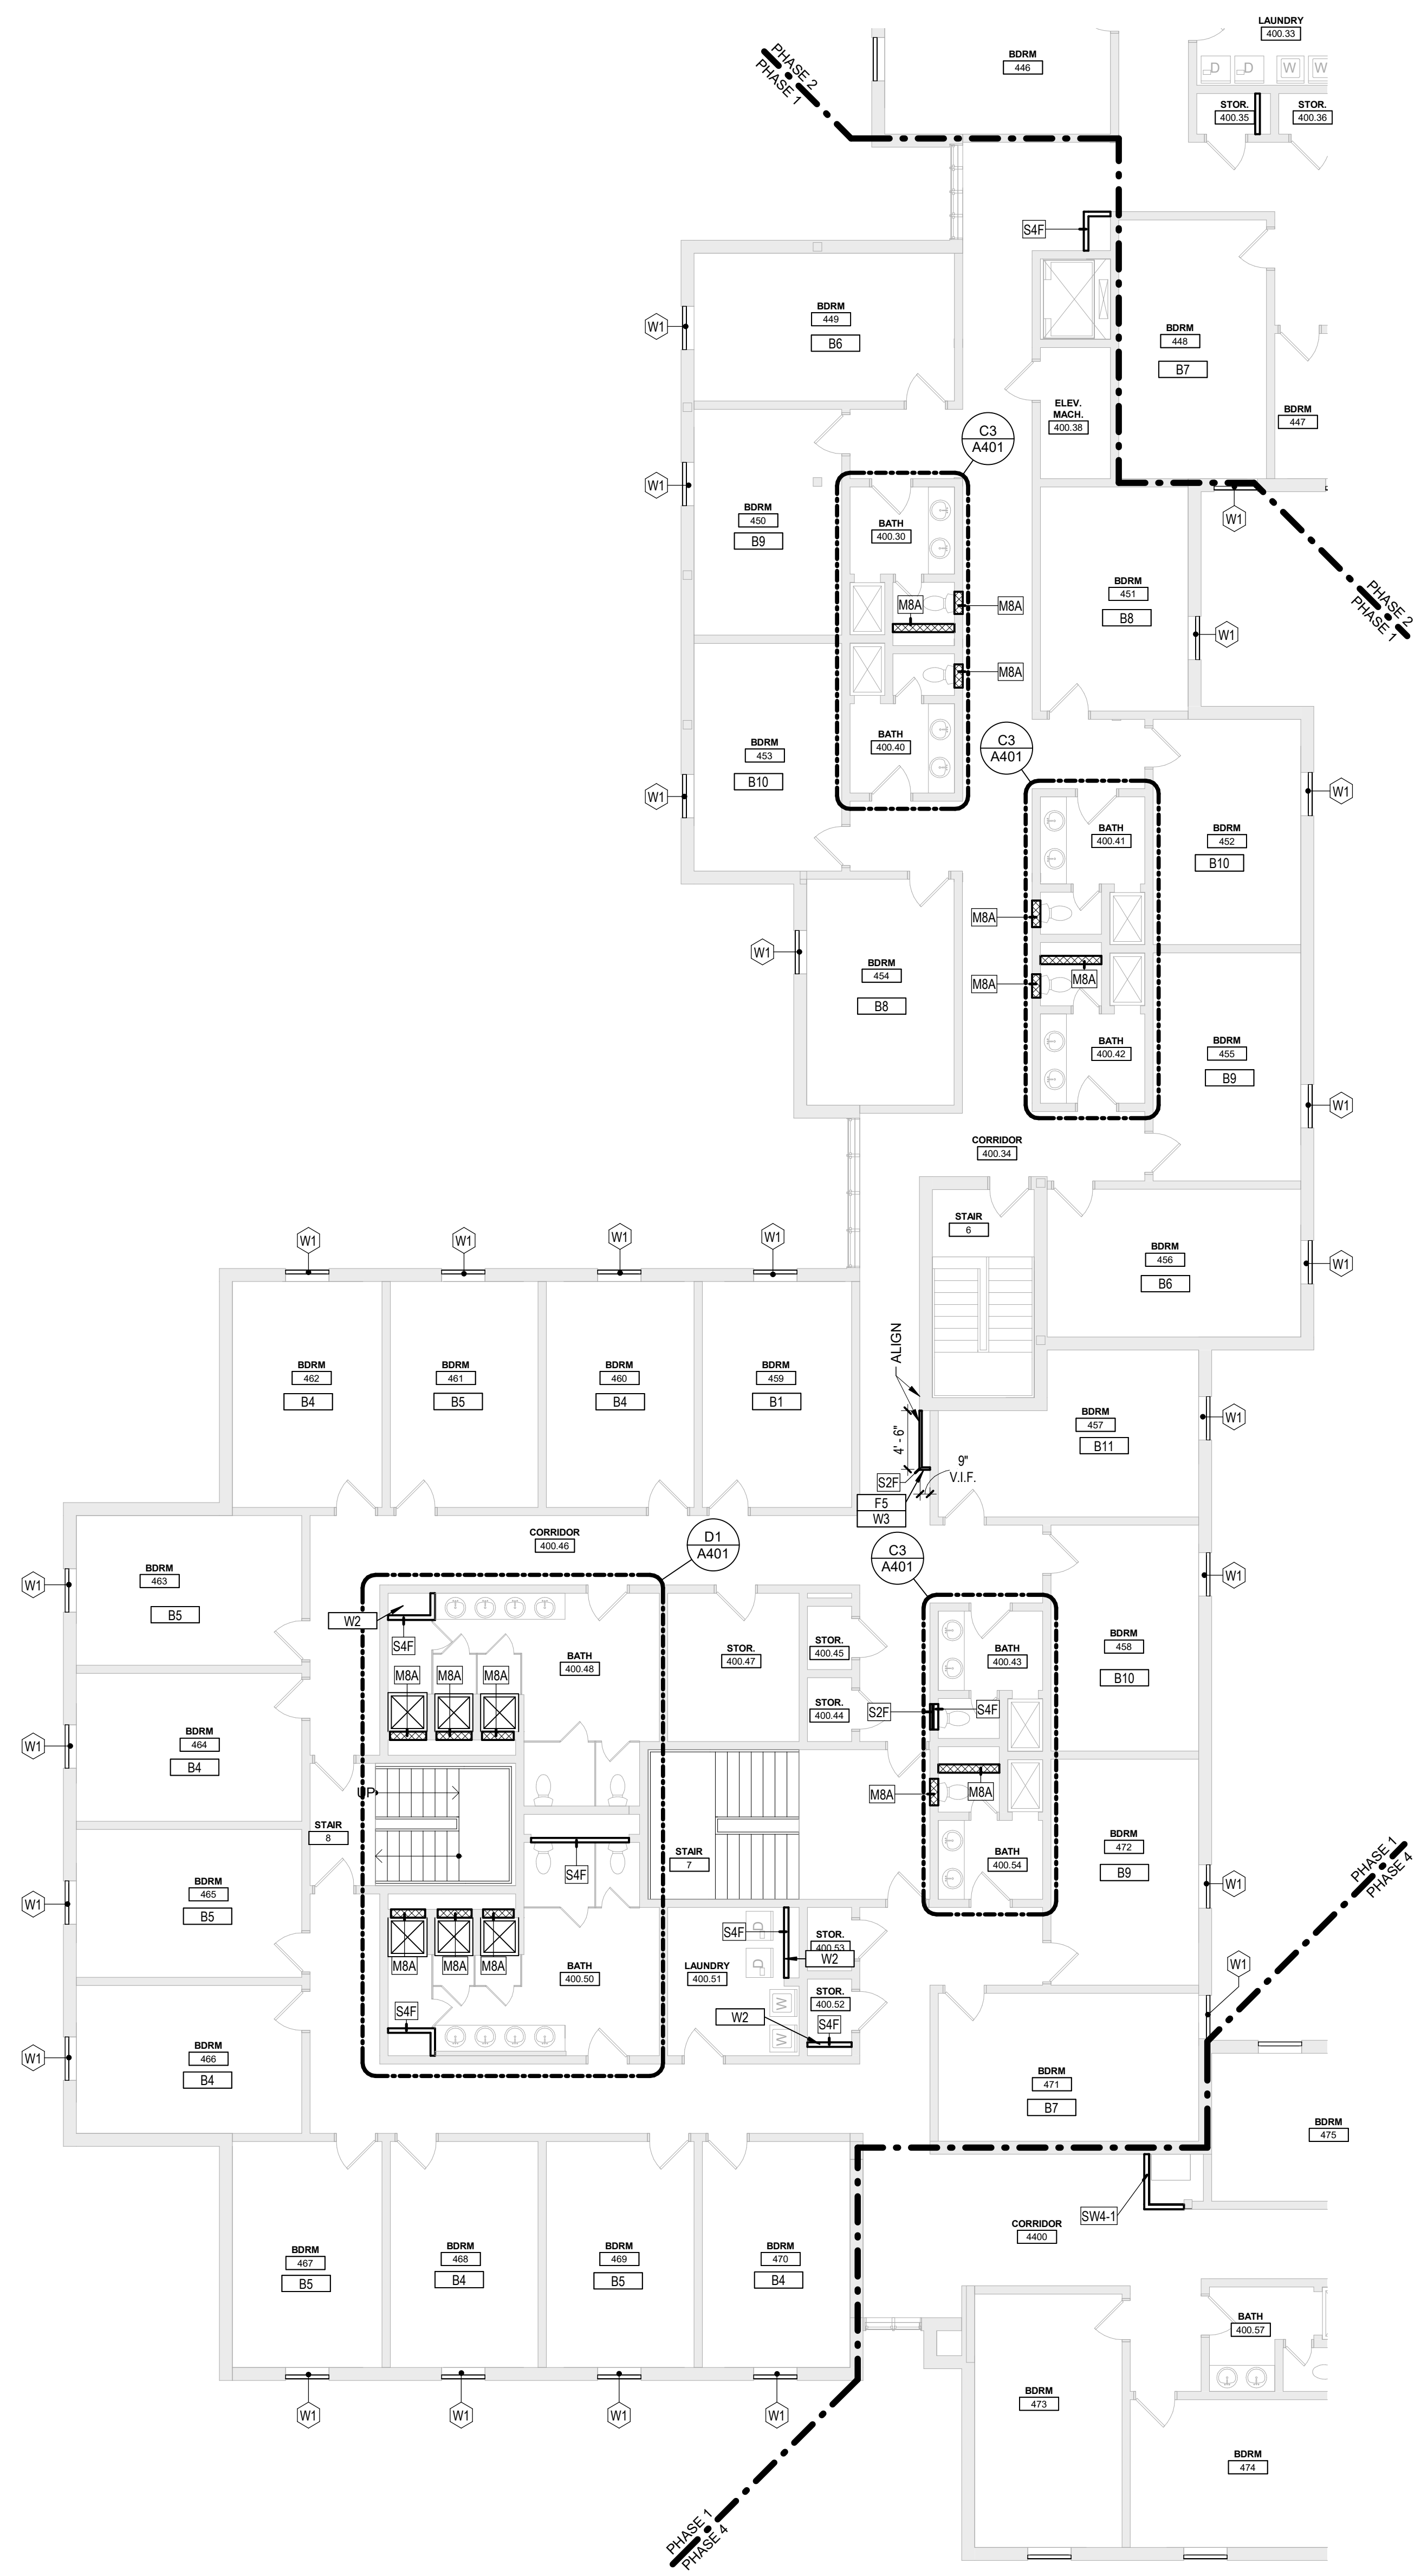 LAUNDRY
400.33
PHASE 2
PHASE 1
BDRM
446
D
D
W
W
STOR.
400.35
STOR.
400.36
S4F
BDRM
449
B6
W1
BDRM
448
B7
ELEV.
MACH.
400.38
BDRM
447
C3
A401
W1
BDRM
450
B9
BATH
400.30
W1
M8A
M8A
BDRM
451
B8
PHASE 2
PHASE 1
W1
M8A
BDRM
453
B10
BATH
400.40
C3
A401
W1
W1
BATH
400.41
BDRM
452
B10
M8A
W1
BDRM
454
B8
M8A
M8A
BATH
400.42
BDRM
455
B9
W1
CORRIDOR
400.34
STAIR
6
W1
W1
W1
W1
BDRM
456
B6
W1
ALIGN
BDRM
462
B4
BDRM
461
B5
BDRM
460
B4
BDRM
459
B1
BDRM
457
B11
W1
4' - 6"
9"
V.I.F.
S2F
F5
W3
CORRIDOR
400.46
D1
A401
C3
A401
W1
BDRM
463
B5
W1
W2
S4F
M8A
M8A
M8A
BATH
400.48
STOR.
400.47
STOR.
400.45
BATH
400.43
BDRM
458
B10
STOR.
400.44
S2F
S4F
W1
BDRM
464
B4
UP
M8A
M8A
STAIR
8
STAIR
7
S4F
BATH
400.54
BDRM
472
B9
W1
PHASE 1
PHASE 4
W1
BDRM
465
B5
S4F
D
STOR.
400.53
W2
M8A
M8A
M8A
BATH
400.50
LAUNDRY
400.51
D
W1
STOR.
400.52
W
W2
S4F
S4F
W
W1
BDRM
466
B4
BDRM
471
B7
BDRM
475
SW4-1
CORRIDOR
4400
BDRM
467
B5
BDRM
468
B4
BDRM
469
B5
BDRM
470
B4
BATH
400.57
W1
W1
W1
W1
BDRM
473
BDRM
474
PHASE 1
PHASE 4